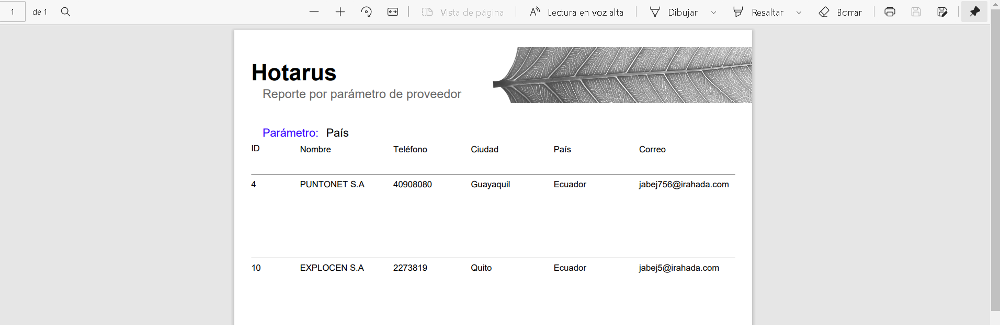 1 de 1 Vista de página Lectura en voz alta Dibujar Resaltar Borrar
Hotarus
Reporte por parámetro de proveedor
Parámetro: País
ID Nombre Teléfono Ciudad País Correo
4 PUNTONET S.A 40908080 Guayaquil Ecuador jabej756@irahada.com
10 EXPLOCEN S.A 2273819 Quito Ecuador jabej5@irahada.com